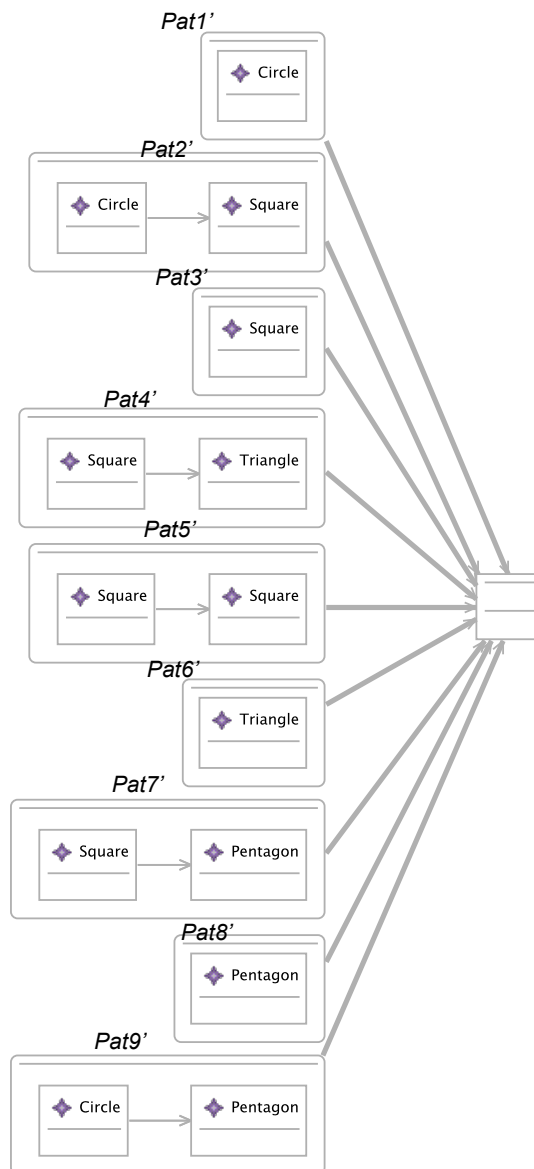 Pat1’
Circle
Pat2’
Circle Square
Pat3’
Square
Pat4’
Square Triangle
Pat5’
Square Square
Pat6’
Triangle
Pat7’
Square Pentagon
Pat8’
Pentagon
Pat9’
Circle Pentagon